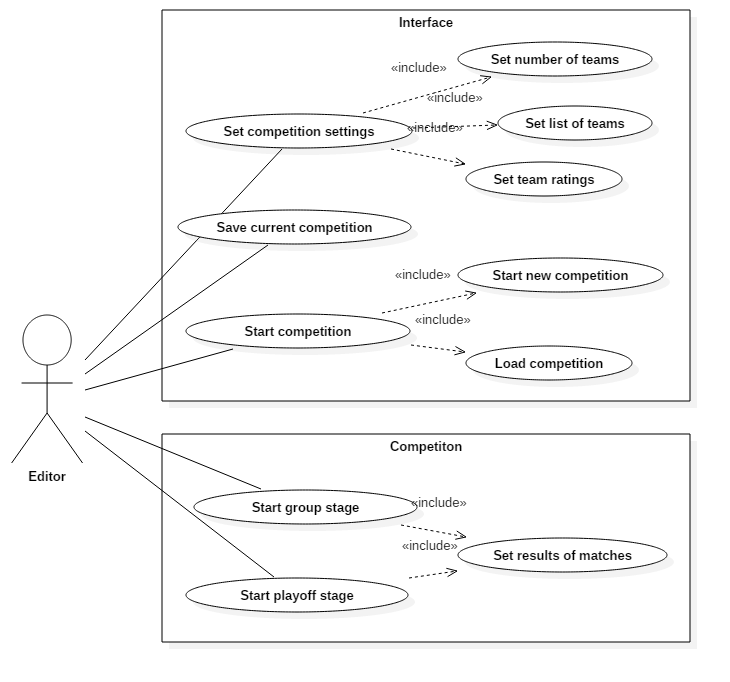 Interface
Set number of teams
«include»
«include»
Set list of teams
«include»
Set competition settings
Set team ratings
Save current competition
«include»
Start new competition
«include»
Start competition
Load competition
Editor
Competiton
«include»
Start group stage
«include»
Set results of matches
Start playoff stage